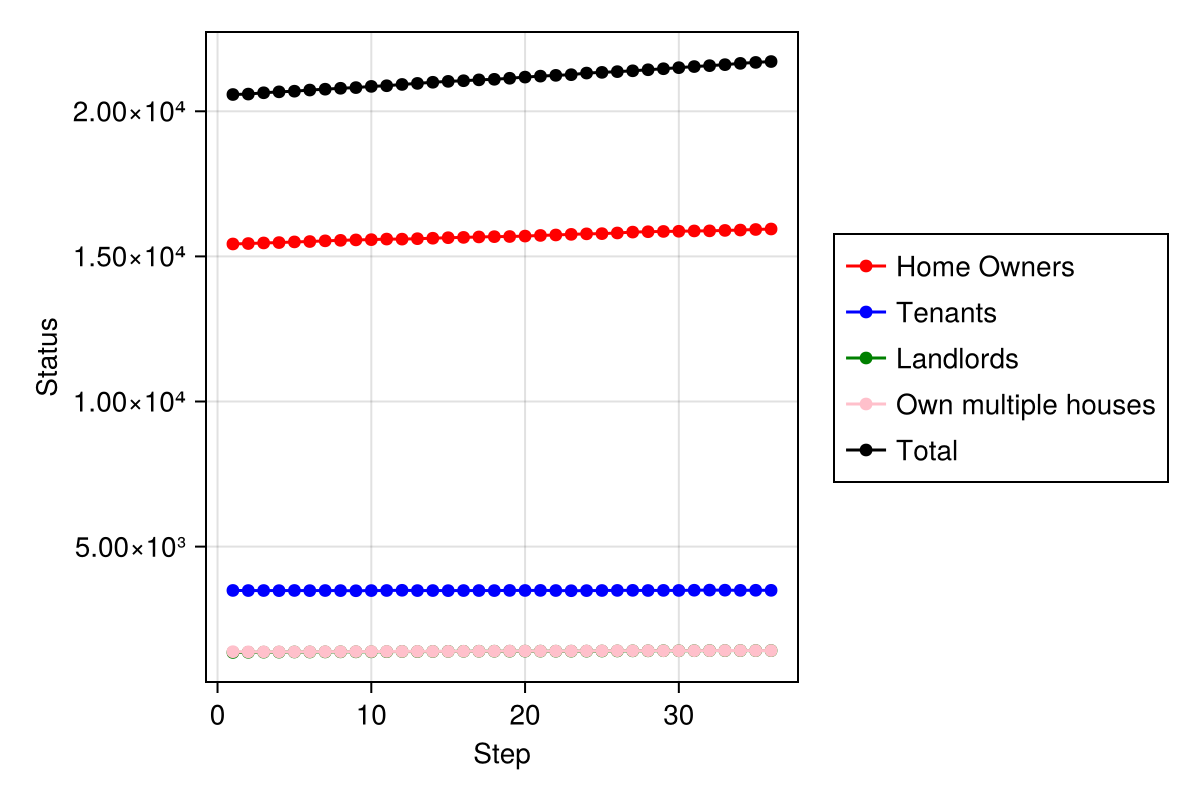 2.00×10⁴
1.50×10⁴
1.00×10⁴
5.00×10³
Status
0 10 20 30
Step
Home Owners
Tenants
Landlords
Own multiple houses
Total